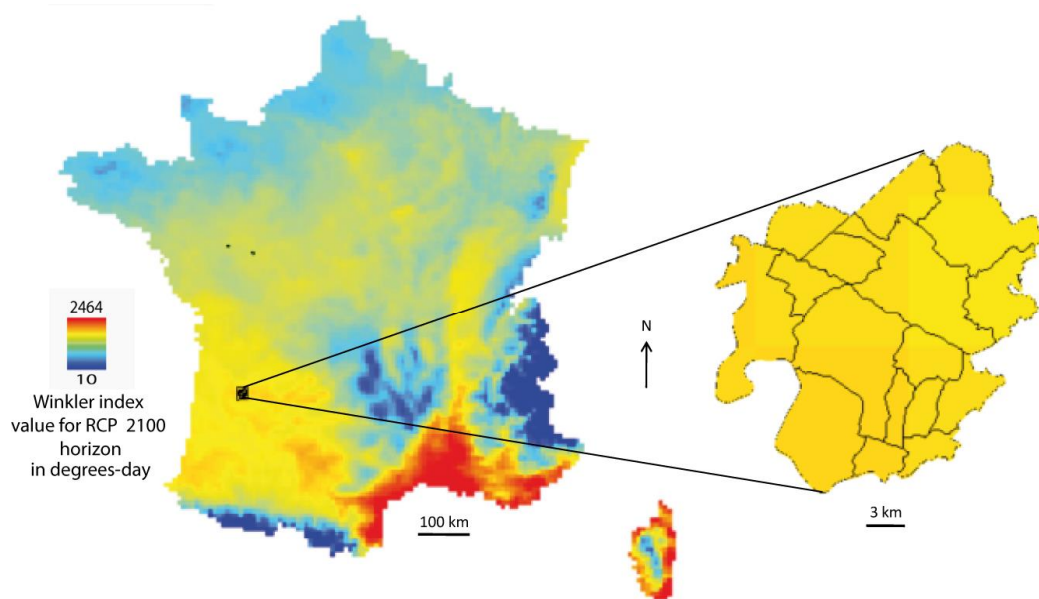 2464
10
Winkler index
value for RCP 2100
horizon
in degrees-day
N
100 km
3 km